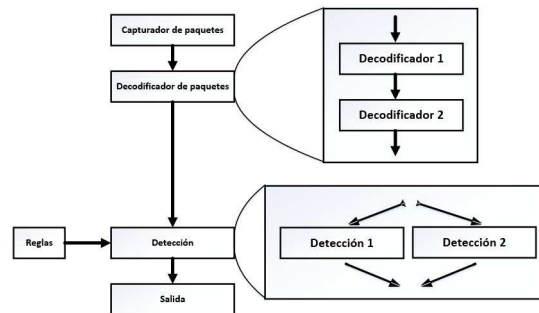 Capturador de paquetes
Decodificador de paquetes
Decodificador 1
Decodificador 2
Reglas
Detección
Detección 1
Detección 2
Salida